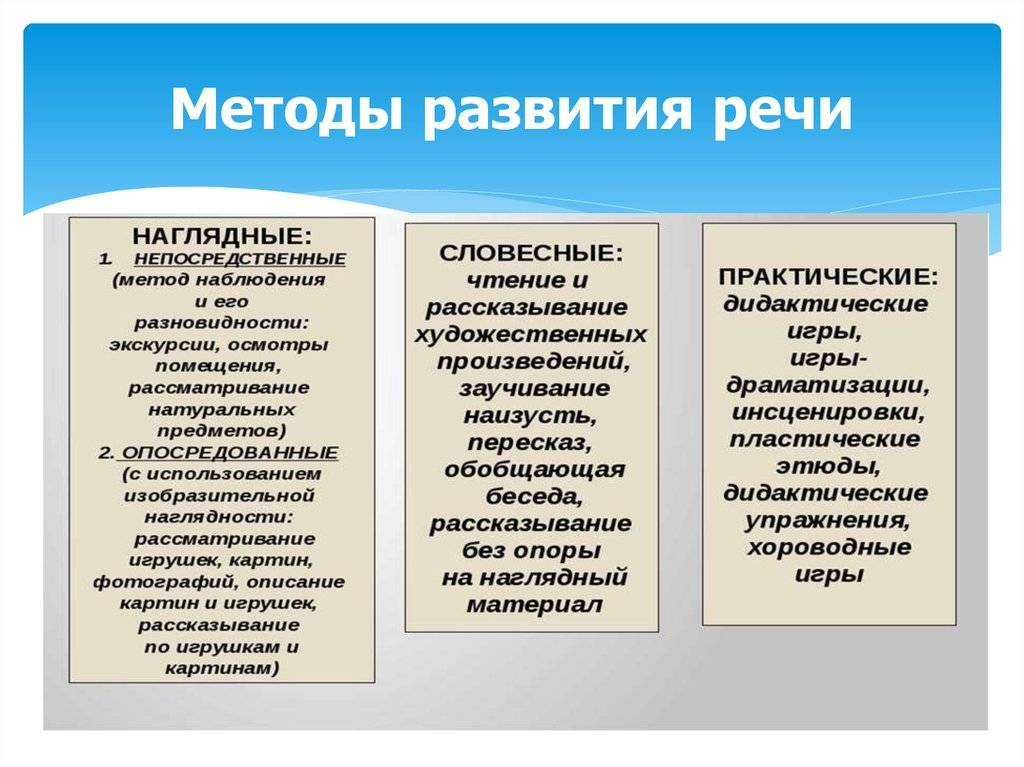 Методы развития речи
НАГЛЯДНЫЕ:
1. НЕПОСРЕДСТВЕННЫЕ
(метод наблюдения
и его
разновидности:
экскурсии, осмотры
помещения,
рассматривание
натуральных
предметов)
2. ОПОСРЕДОВАННЫЕ
(с использованием
изобразительной
наглядности:
рассматривание
игрушек, картин,
фотографий, описание
картин и игрушек,
рассказывание
по игрушкам и
картинам)
СЛОВЕСНЫЕ:
чтение и
рассказывание
художественных
произведений,
заучивание
наизусть,
пересказ,
обобщающая
беседа,
рассказывание
без опоры
на наглядный
материал
ПРАКТИЧЕСКИЕ:
дидактические
игры,
игры-
драматизации,
инсценировки,
пластические
этюды,
дидактические
упражнения,
хороводные
игры